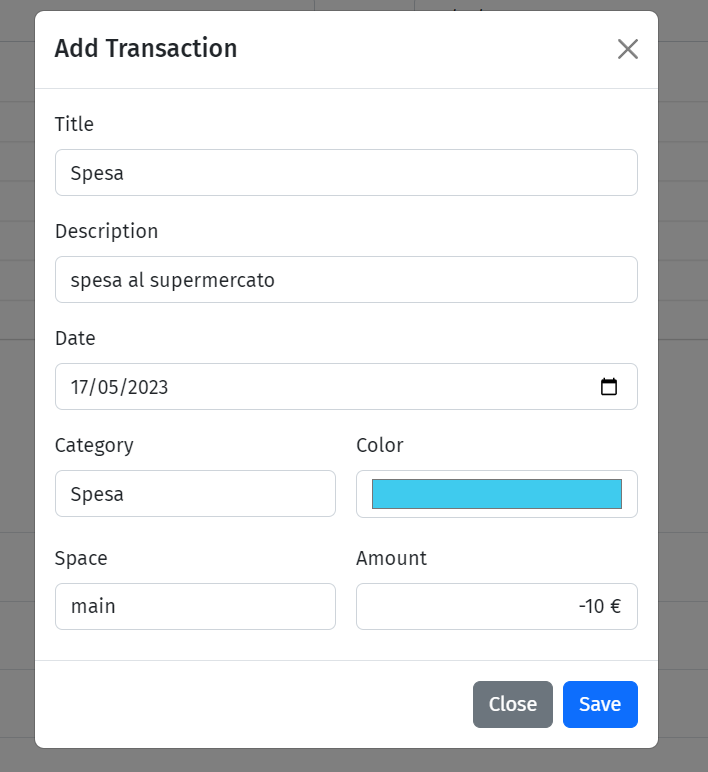 Add Transaction
Title
Spesa
Description
spesa al supermercato
Date
17/05/2023
Category
Color
Spesa
Space
Amount
main
-10 €
Close
Save